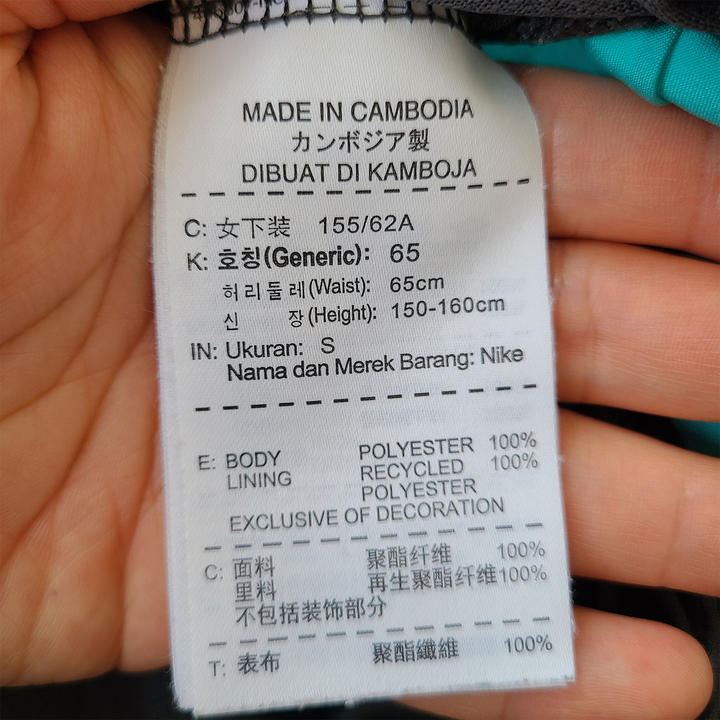 MADE IN CAMBODIA
カンボジア製
DIBUAT DI KAMBOJA
C: 女下装 155/62A
K: 호칭(Generic): 65
허리둘레(Waist): 65cm
신 장(Height): 150-160cm
IN: Ukuran: S
Nama dan Merek Barang: Nike
E: BODY POLYESTER 100%
LINING RECYCLED 100%
POLYESTER
EXCLUSIVE OF DECORATION
C: 面料 聚酯纤维 100%
里料 再生聚酯纤维100%
不包括装饰部分
T: 表布 聚酯纖維 100%